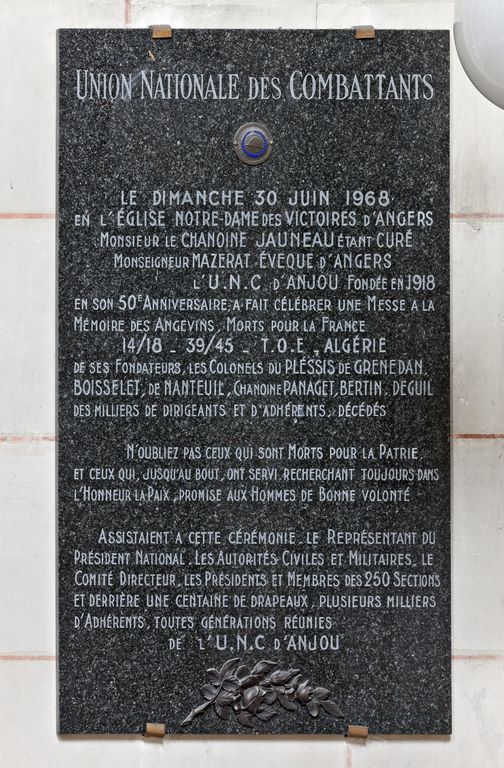 UNION NATIONALE DES COMBATTANTS
LE DIMANCHE 30 JUIN 1968
EN L'ÉGLISE NOTRE-DAME DES VICTOIRES D'ANGERS
MONSIEUR LE CHANOINE JAUNEAU ÉTANT CURÉ
MONSEIGNEUR MAZERAT ÉVEQUE D'ANGERS
L'U.N.C D'ANJOU FONDÉE EN 1918
EN SON 50E ANNIVERSAIRE, A FAIT CÉLÉBRER UNE MESSE A LA
MÉMOIRE DES ANGEVINS, MORTS POUR LA FRANCE
14/18 _ 39/45 _ T.O.E _ ALGÉRIE
DE SES FONDATEURS, LES COLONELS DU PLÉSSIS DE GRENÉDAN,
BOISSELET, DE NANTEUIL, CHANOINE PANAGET, BERTIN, DEGUIL
DES MILLIERS DE DIRIGEANTS ET D'ADHÉRENTS, DÉCÉDÉS
N'OUBLIEZ PAS CEUX QUI SONT MORTS POUR LA PATRIE,
ET CEUX QUI, JUSQU'AU BOUT, ONT SERVI, RECHERCHANT TOUJOURS DANS
L'HONNEUR LA PAIX, PROMISE AUX HOMMES DE BONNE VOLONTÉ
ASSISTAIENT A CETTE CÉRÉMONIE, LE REPRÉSENTANT DU
PRÉSIDENT NATIONAL, LES AUTORITÉS CIVILES ET MILITAIRES, LE
COMITÉ DIRECTEUR, LES PRÉSIDENTS ET MEMBRES DES 250 SECTIONS
ET DERRIÈRE UNE CENTAINE DE DRAPEAUX, PLUSIEURS MILLIERS
D'ADHÉRENTS, TOUTES GÉNÉRATIONS RÉUNIES
DE L'U.N.C D'ANJOU